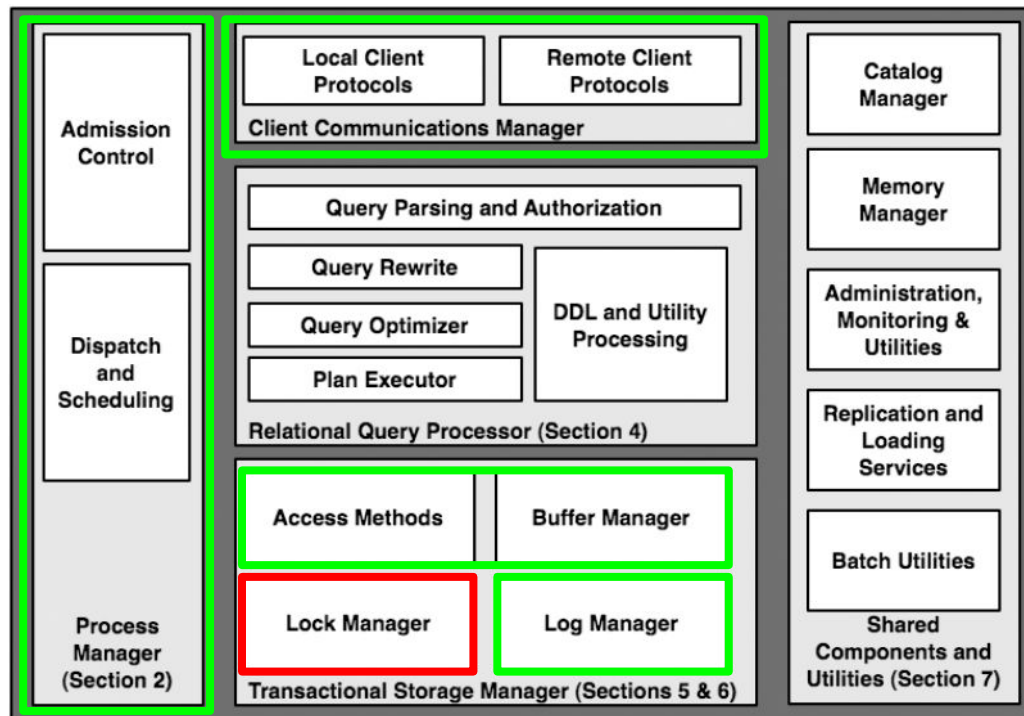 Admission
Control
Dispatch
and
Scheduling
Process
Manager
(Section 2)
Local Client
Protocols
Remote Client
Protocols
Client Communications Manager
Query Parsing and Authorization
Query Rewrite
Query Optimizer
Plan Executor
DDL and Utility
Processing
Relational Query Processor (Section 4)
Access Methods
Buffer Manager
Lock Manager
Log Manager
Transactional Storage Manager (Sections 5 & 6)
Catalog
Manager
Memory
Manager
Administration,
Monitoring &
Utilities
Replication and
Loading
Services
Batch Utilities
Shared
Components and
Utilities (Section 7)